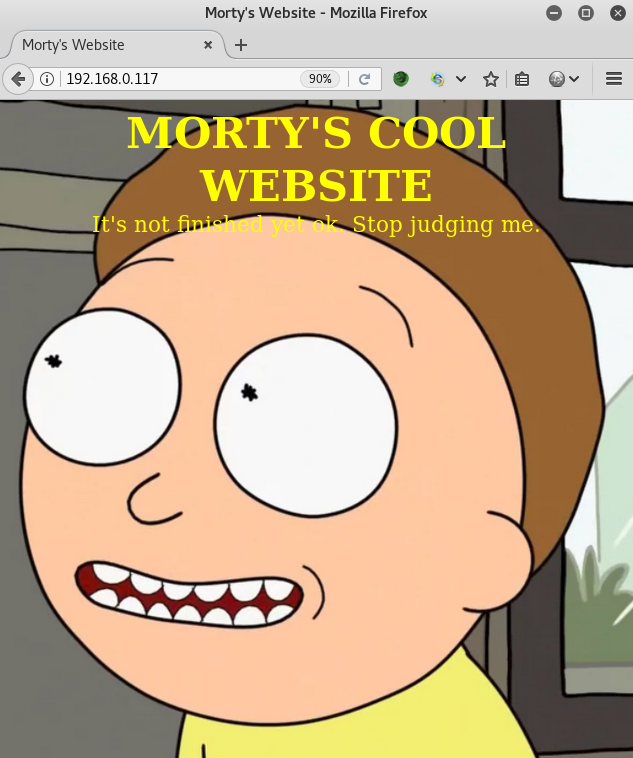 Morty's Website - Mozilla Firefox
Morty's Website
192.168.0.117
90%
MORTY'S COOL
WEBSITE
It's not finished yet ok. Stop judging me.